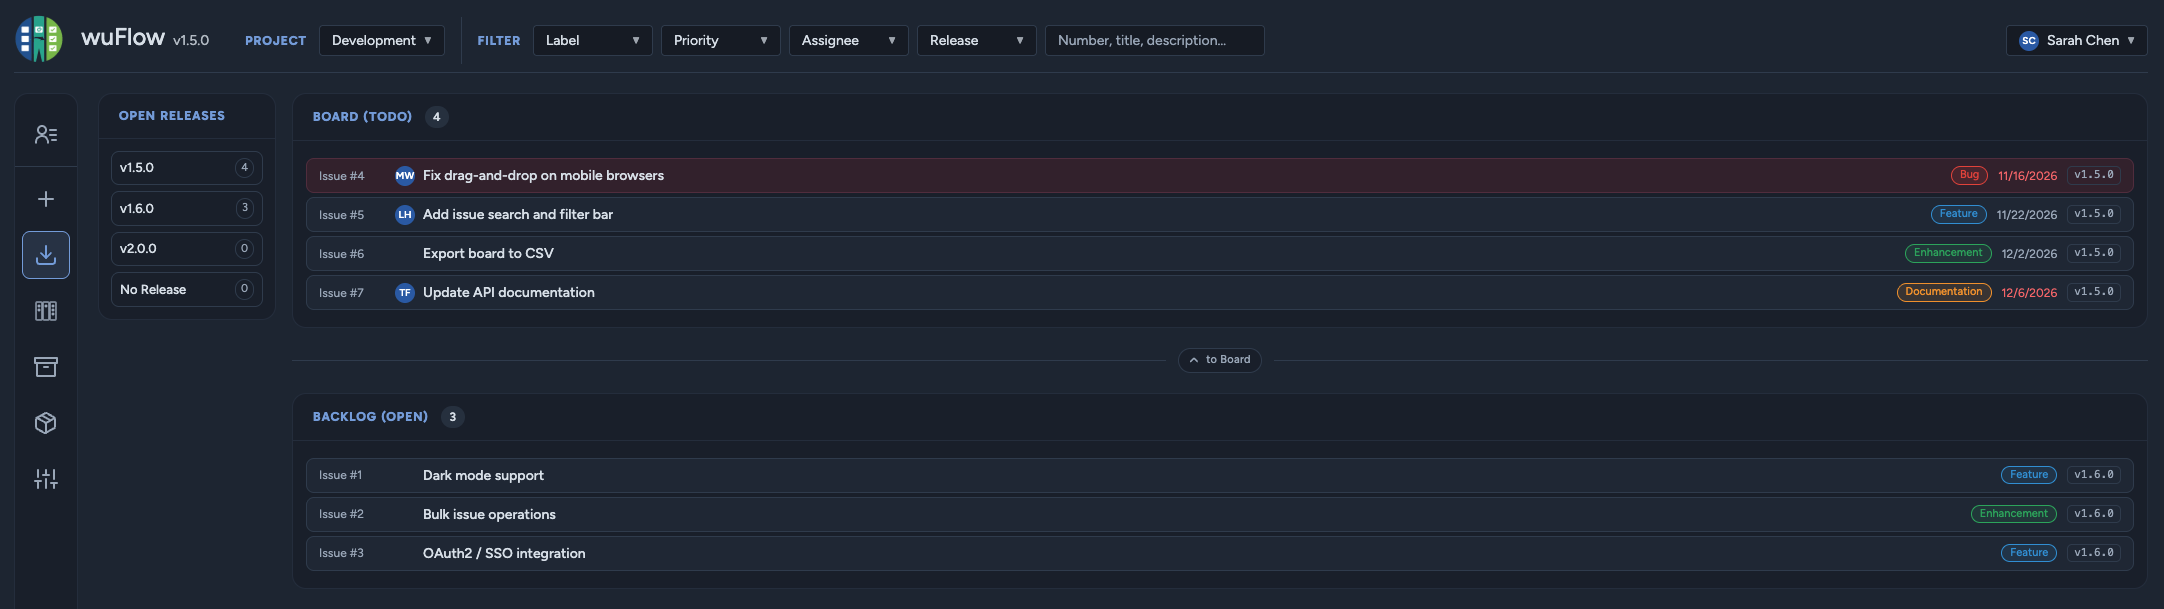 wuFlow v1.5.0 PROJECT Development ▼ FILTER Label ▼ Priority ▼ Assignee ▼ Release ▼ Number, title, description... SC Sarah Chen ▼
OPEN RELEASES
v1.5.0 4
v1.6.0 3
v2.0.0 0
No Release 0
BOARD (TODO) 4
Issue #4 MW Fix drag-and-drop on mobile browsers Bug 11/16/2026 v1.5.0
Issue #5 LH Add issue search and filter bar Feature 11/22/2026 v1.5.0
Issue #6 Export board to CSV Enhancement 12/2/2026 v1.5.0
Issue #7 TF Update API documentation Documentation 12/6/2026 v1.5.0
to Board
BACKLOG (OPEN) 3
Issue #1 Dark mode support Feature v1.6.0
Issue #2 Bulk issue operations Enhancement v1.6.0
Issue #3 OAuth2 / SSO integration Feature v1.6.0